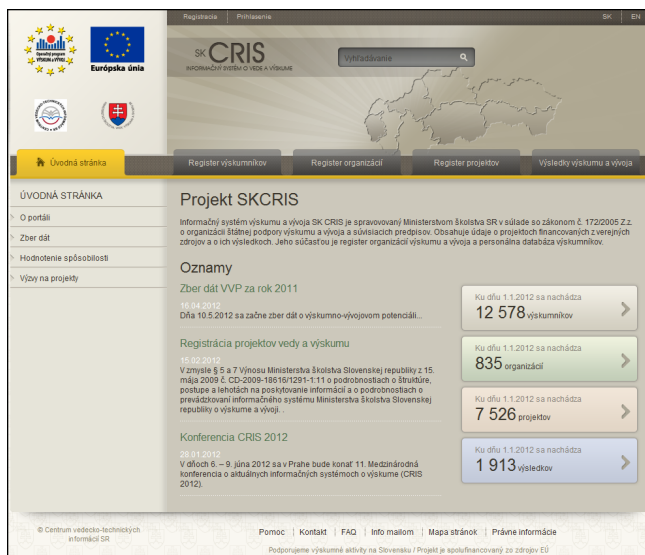 Registracia | Prihlasenie
SK | EN
Operačný program
VÝSKUM a VÝVOJ
Európska únia
SK CRIS
INFORMAČNÝ SYSTÉM O VEDE A VÝSKUME
Vyhľadávanie
Úvodná stránka
Register výskumníkov
Register organizácií
Register projektov
Výsledky výskumu a vývoja
ÚVODNÁ STRÁNKA
O portáli
Zber dát
Hodnotenie spôsobilosti
Výzvy na projekty
Projekt SKCRIS
Informačný systém výskumu a vývoja SK CRIS je spravovovaný Ministerstvom školstva SR v súlade so zákonom č. 172/2005 Z.z.
o organizácii štátnej podpory výskumu a vývoja a súvisiacich predpisov. Obsahuje údaje o projektoch financovaných z verejných
zdrojov a o ich výsledkoch. Jeho súčasťou je register organizácií výskumu a vývoja a personálna databáza výskumníkov.
Oznamy
Zber dát VVP za rok 2011
16.04.2012
Dňa 10.5.2012 sa začne zber dát o výskumno-vývojovom potenciáli...
Registrácia projektov vedy a výskumu
15.02.2012
V zmysle § 5 a 7 Výnosu Ministerstva školstva Slovenskej republiky z 15.
mája 2009 č. CD-2009-18616/1291-1:11 o podrobnostiach o štruktúre,
postupe a lehotách na poskytovanie informácií a o podrobnostiach o
prevádzkovaní informačného systému Ministerstva školstva Slovenskej
republiky o výskume a vývoji. .
Konferencia CRIS 2012
28.01.2012
V dňoch 6. – 9. júna 2012 sa v Prahe bude konať 11. Medzinárodná
konferencia o aktuálnych informačných systémoch o výskume (CRIS
2012).
Ku dňu 1.1.2012 sa nachádza
12 578 výskumníkov
Ku dňu 1.1.2012 sa nachádza
835 organizácií
Ku dňu 1.1.2012 sa nachádza
7 526 projektov
Ku dňu 1.1.2012 sa nachádza
1 913 výsledkov
© Centrum vedecko-technických
informácií SR
Pomoc | Kontakt | FAQ | Info mailom | Mapa stránok | Právne informácie
Podporujeme výskumné aktivity na Slovensku / Projekt je spolufinancovaný zo zdrojov EÚ